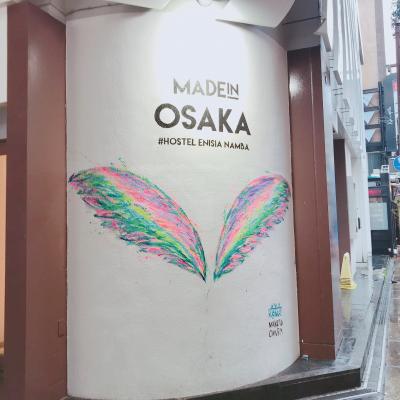 MADE IN
OSAKA
#HOSTEL ENISIA NAMBA